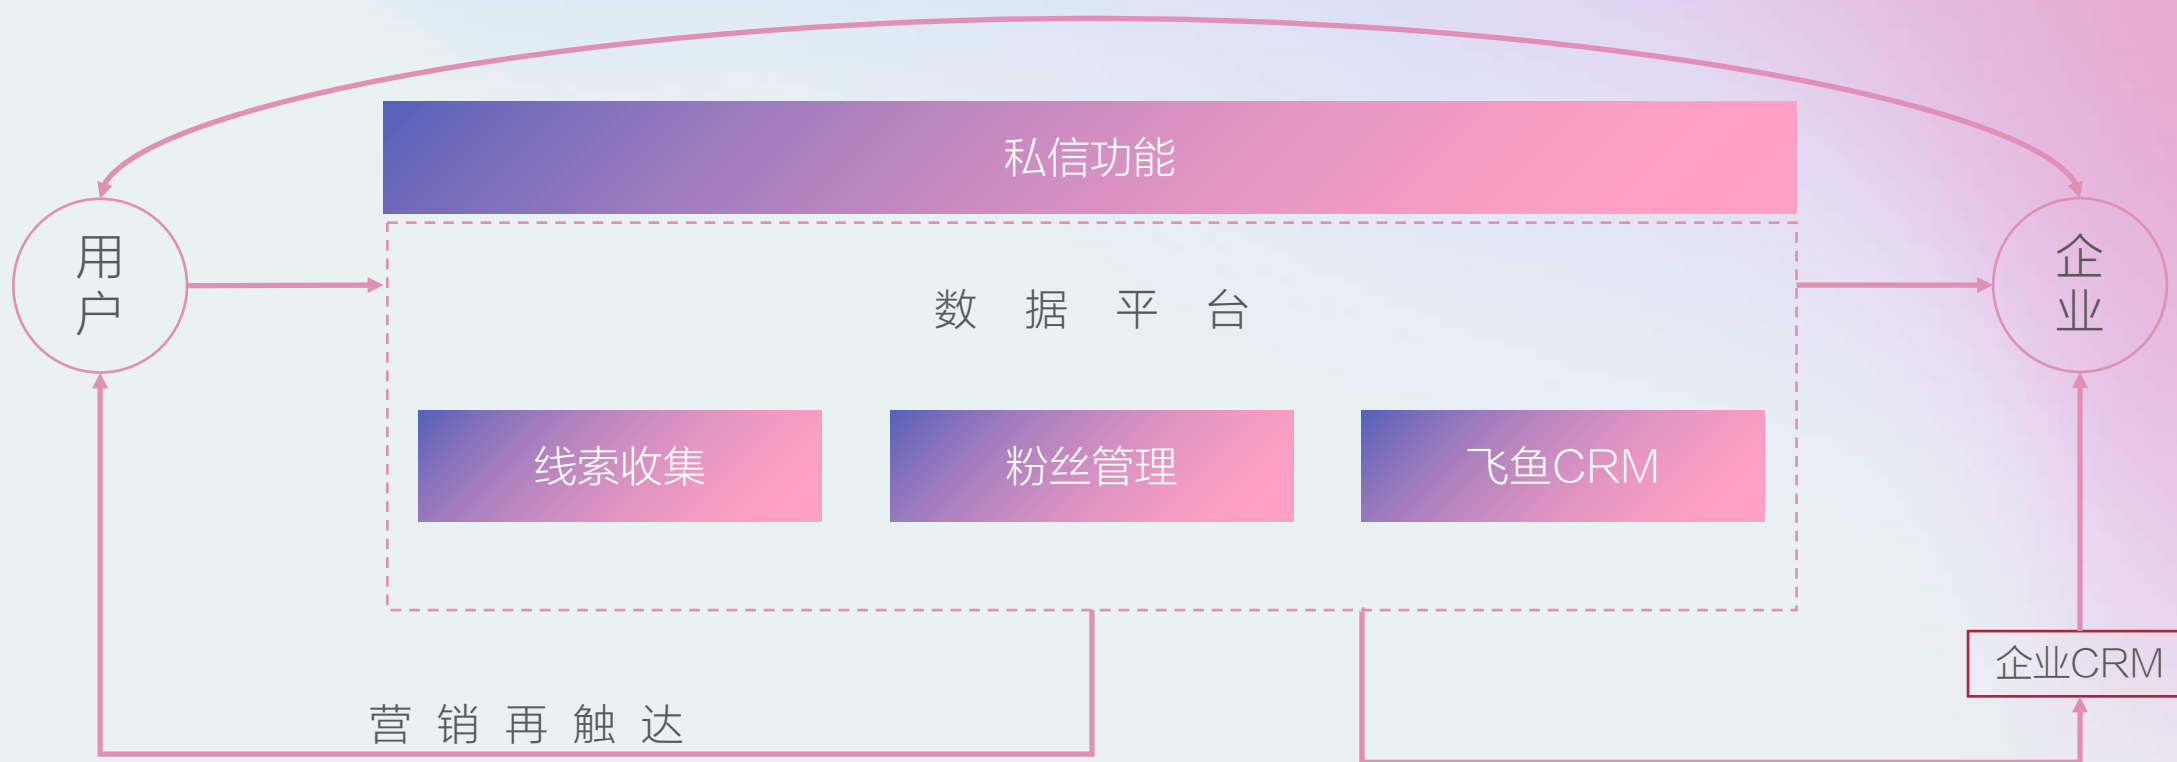 私信功能
用户
企业
数据平台
线索收集
粉丝管理
飞鱼CRM
企业CRM
营销再触达